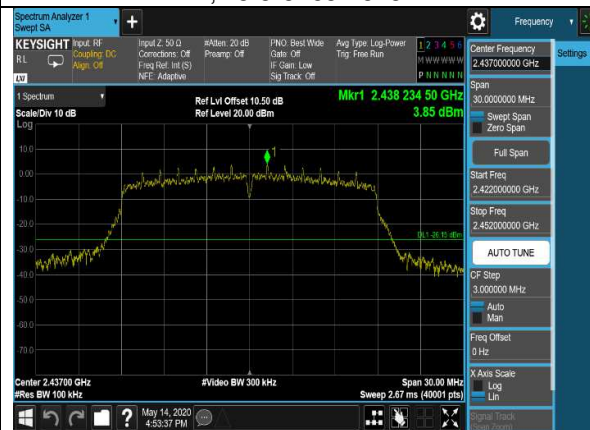 Spectrum Analyzer 1
Swept SA
+
Frequency
KEYSIGHT
RL
LXI
Input: RF
Coupling: DC
Align: Off
Input Z: 50 Ω
Corrections: Off
Freq Ref: Int (S)
NFE: Adaptive
#Atten: 20 dB
Preamp: Off
PNO: Best Wide
Gate: Off
IF Gain: Low
Sig Track: Off
Avg Type: Log-Power
Trig: Free Run
1 2 3 4 5 6
M W W W W W
P N N N N N
Center Frequency
2.437000000 GHz
Settings
1 Spectrum
Scale/Div 10 dB
Log
Ref Lvl Offset 10.50 dB
Ref Level 20.00 dBm
Mkr1 2.438 234 50 GHz
3.85 dBm
Span
30.0000000 MHz
Swept Span
Zero Span
Full Span
Start Freq
2.422000000 GHz
Stop Freq
2.452000000 GHz
AUTO TUNE
CF Step
3.000000 MHz
Auto
Man
Freq Offset
0 Hz
X Axis Scale
Log
Lin
Signal Track
(Span Zoom)
10.0
0.00
-10.0
-20.0
-30.0
-40.0
-50.0
-60.0
-70.0
1
DL1 -26.15 dBm
Center 2.43700 GHz
#Res BW 100 kHz
#Video BW 300 kHz
Span 30.00 MHz
Sweep 2.67 ms (40001 pts)
?
May 14, 2020
4:53:37 PM